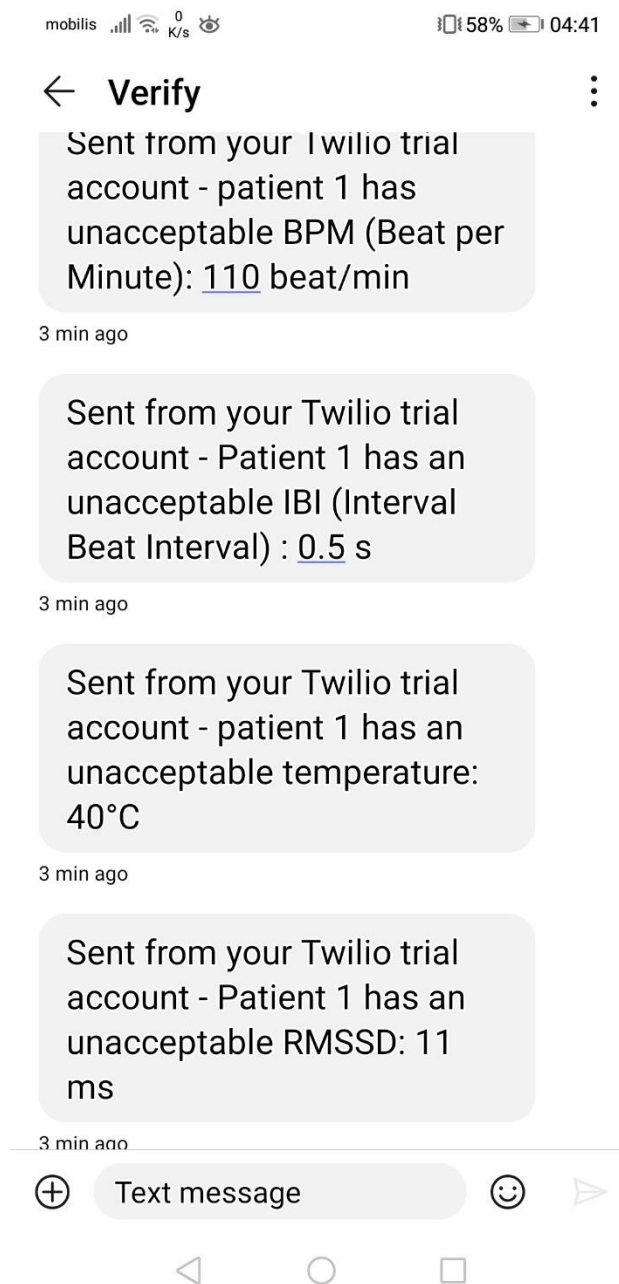 mobilis 0 K/s 58% 04:41
Verify
Sent from your Twilio trial
account - patient 1 has
unacceptable BPM (Beat per
Minute): 110 beat/min
3 min ago
Sent from your Twilio trial
account - Patient 1 has an
unacceptable IBI (Interval
Beat Interval) : 0.5 s
3 min ago
Sent from your Twilio trial
account - patient 1 has an
unacceptable temperature:
40°C
3 min ago
Sent from your Twilio trial
account - Patient 1 has an
unacceptable RMSSD: 11
ms
3 min ago
Text message